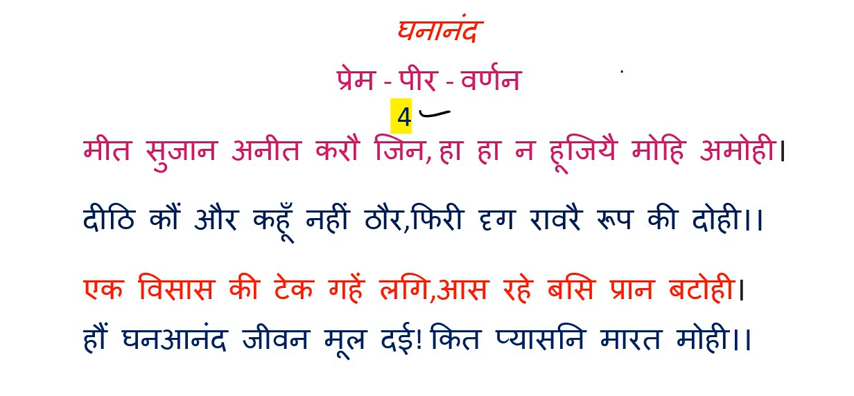 घनानंद
प्रेम - पीर - वर्णन
4
मीत सुजान अनीत करौ जिन, हा हा न हूजियै मोहि अमोही।
दीठि कौं और कहूँ नहीं ठौर,फिरी दृग रावरै रूप की दोही।।
एक विसास की टेक गहें लगि,आस रहे बसि प्रान बटोही।
हौं घनआनंद जीवन मूल दई! कित प्यासनि मारत मोही।।